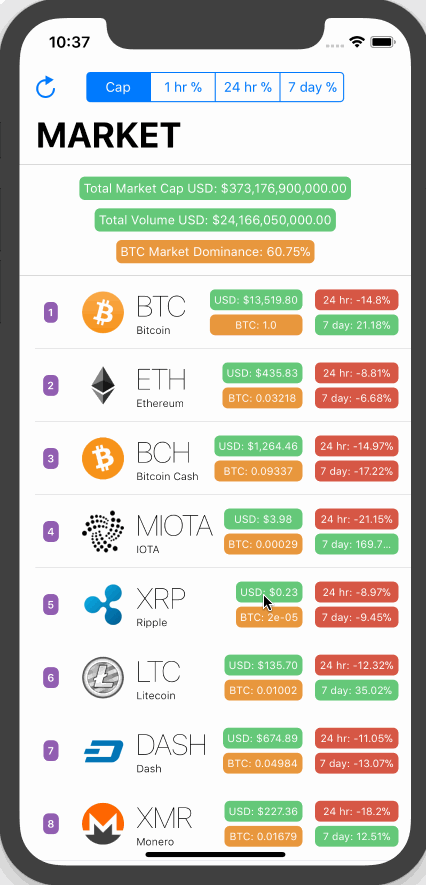 10:37
Cap 1 hr % 24 hr % 7 day %
MARKET
Total Market Cap USD: $373,176,900,000.00
Total Volume USD: $24,166,050,000.00
BTC Market Dominance: 60.75%
1 BTC USD: $13,519.80 24 hr: -14.8%
Bitcoin BTC: 1.0 7 day: 21.18%
2 ETH USD: $435.83 24 hr: -8.81%
Ethereum BTC: 0.03218 7 day: -6.68%
3 BCH USD: $1,264.46 24 hr: -14.97%
Bitcoin Cash BTC: 0.09337 7 day: -17.22%
4 MIOTA USD: $3.98 24 hr: -21.15%
IOTA BTC: 0.00029 7 day: 169.7...
5 XRP USD: $0.23 24 hr: -8.97%
Ripple BTC: 2e-05 7 day: -9.45%
6 LTC USD: $135.70 24 hr: -12.32%
Litecoin BTC: 0.01002 7 day: 35.02%
7 DASH USD: $674.89 24 hr: -11.05%
Dash BTC: 0.04984 7 day: -13.07%
8 XMR USD: $227.36 24 hr: -18.2%
Monero BTC: 0.01679 7 day: 12.51%